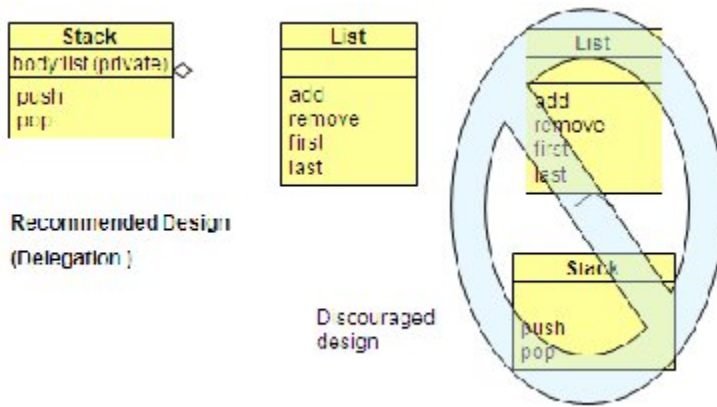 Stack
body:list (private)
push
pop
List
add
remove
first
last
List
add
remove
first
last
Stack
push
pop
Recommended Design
(Delegation )
Discouraged
design